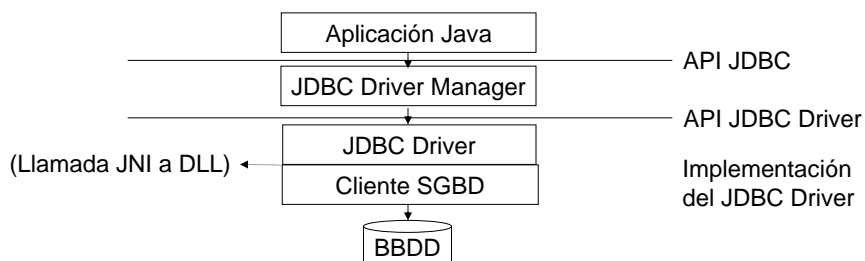 Aplicación Java
API JDBC
JDBC Driver Manager
API JDBC Driver
JDBC Driver
(Llamada JNI a DLL)
Cliente SGBD
Implementación
del JDBC Driver
BBDD